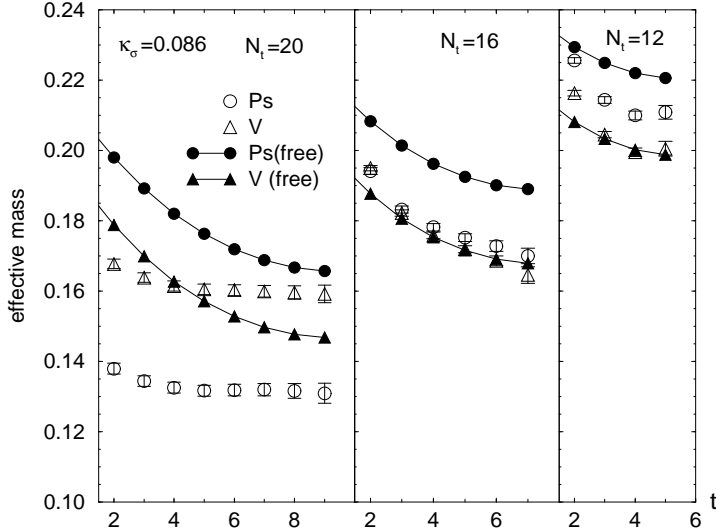 0.24
0.22
0.20
0.18
0.16
0.14
0.12
0.10
effective mass
κσ=0.086 Nt=20
Ps
V
Ps(free)
V (free)
Nt=16
Nt=12
2 4 6 8
2 4 6
2 4 6
t